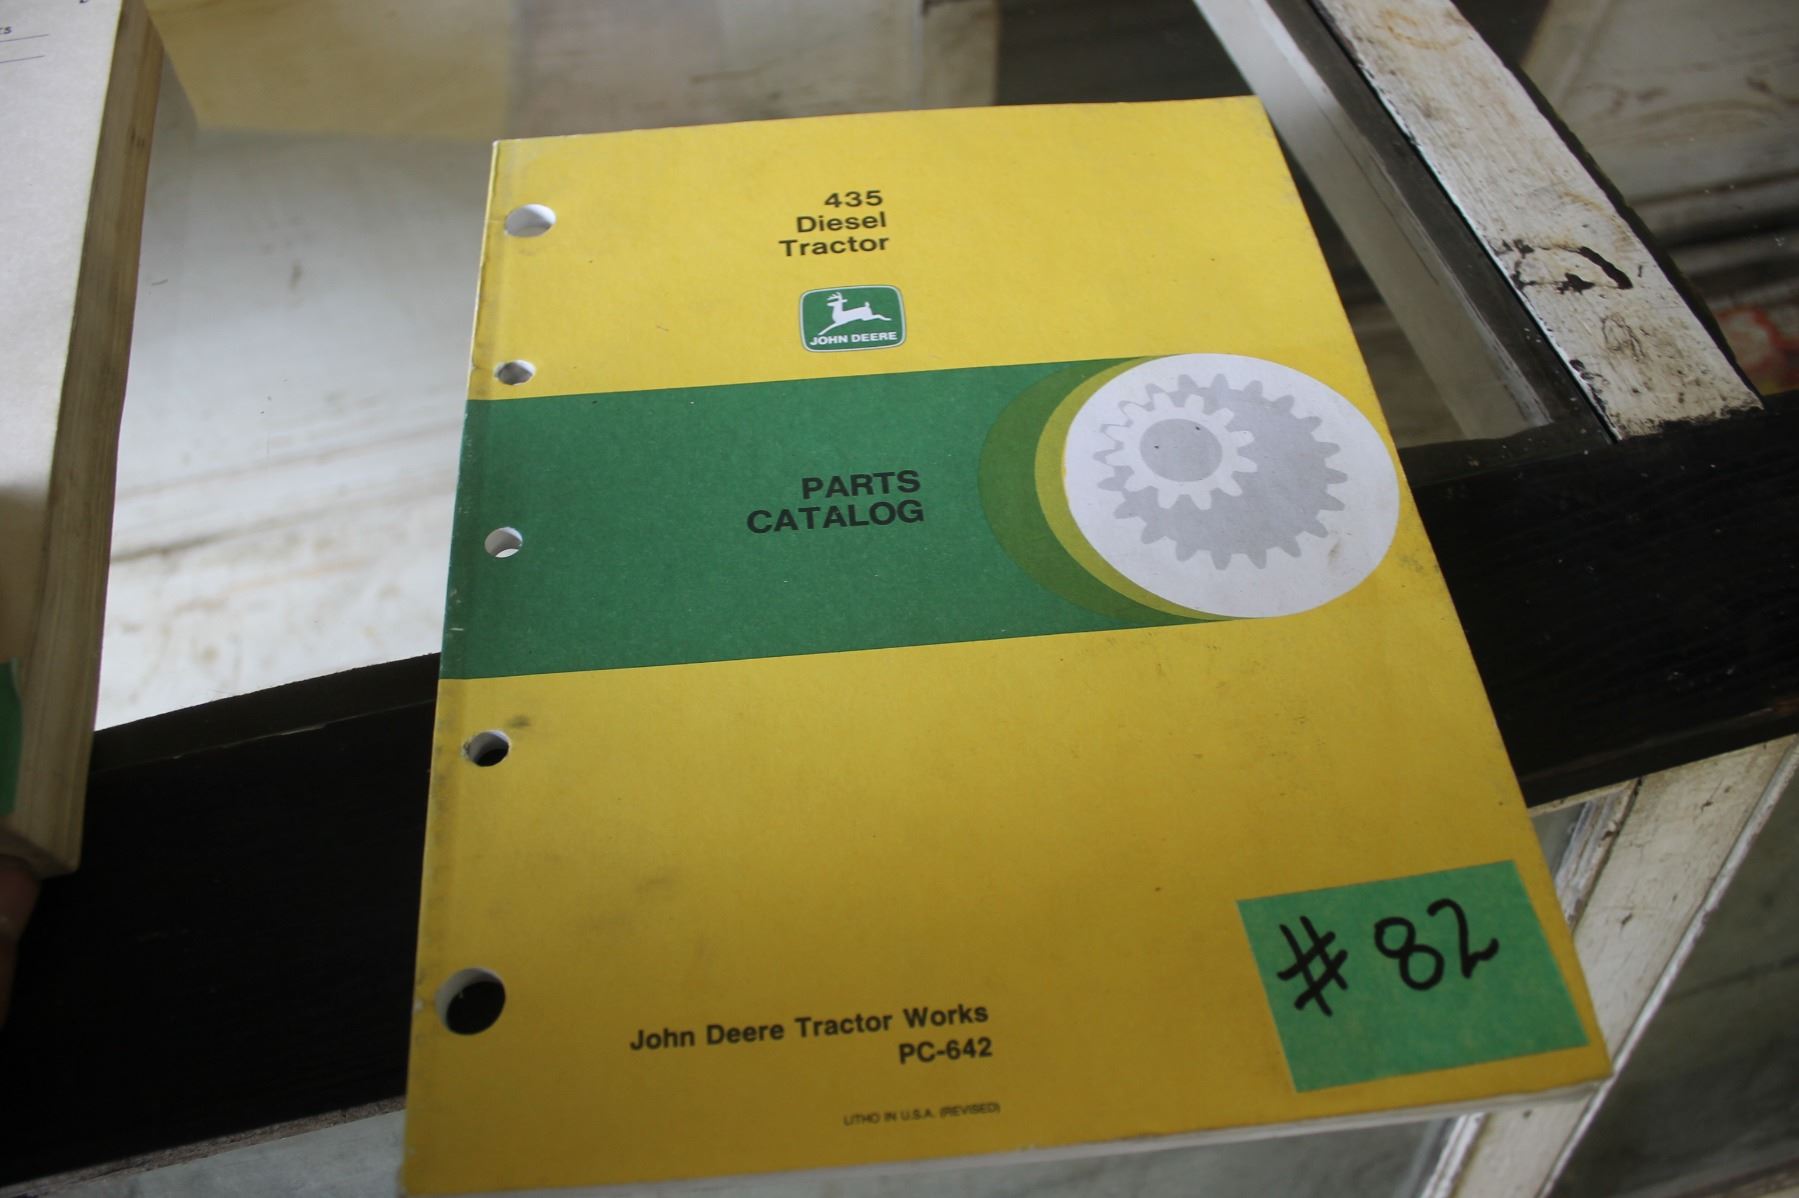 435
Diesel
Tractor
JOHN DEERE
PARTS
CATALOG
John Deere Tractor Works
PC-642
LITHO IN U.S.A. (REVISED)
# 82